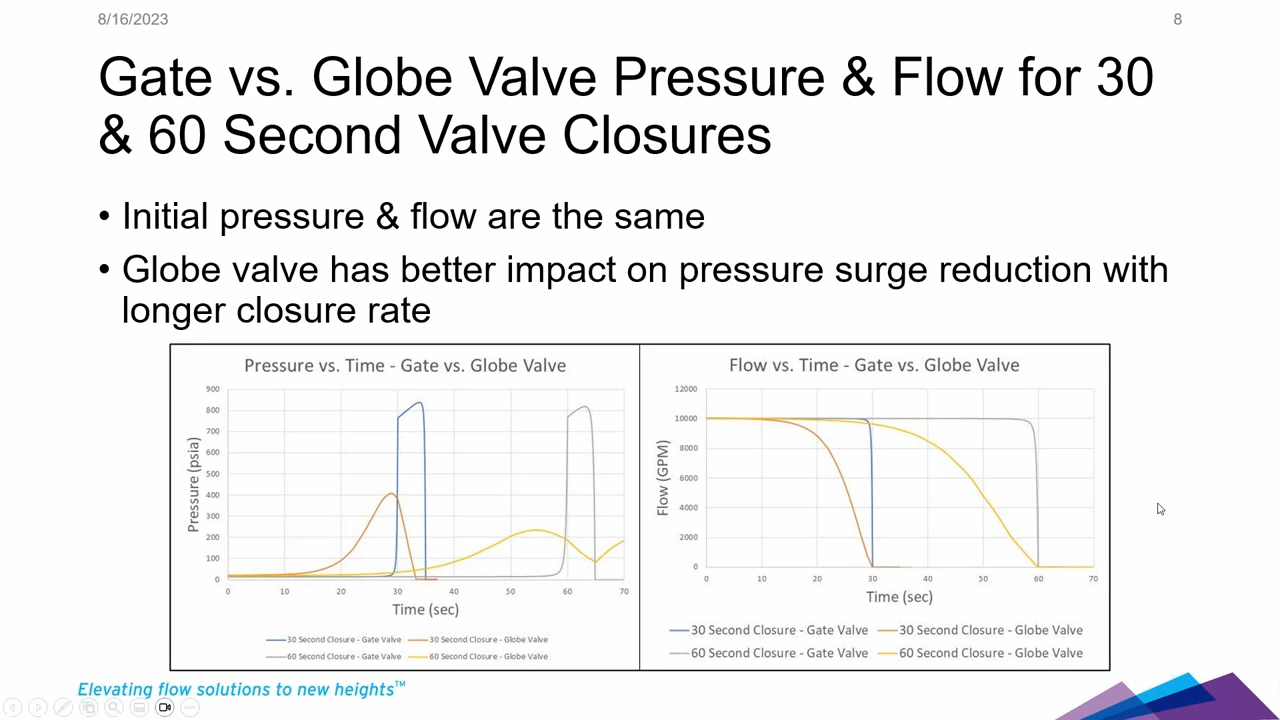 8/16/2023
8
Gate vs. Globe Valve Pressure & Flow for 30
& 60 Second Valve Closures
• Initial pressure & flow are the same
• Globe valve has better impact on pressure surge reduction with
longer closure rate
Pressure vs. Time - Gate vs. Globe Valve
900
800
700
600
500
400
300
200
100
0
Pressure (psia)
0 10 20 30 40 50 60 70
Time (sec)
30 Second Closure - Gate Valve 30 Second Closure - Globe Valve
60 Second Closure - Gate Valve 60 Second Closure - Globe Valve
Flow vs. Time - Gate vs. Globe Valve
12000
10000
8000
6000
4000
2000
0
Flow (GPM)
0 10 20 30 40 50 60 70
Time (sec)
30 Second Closure - Gate Valve 30 Second Closure - Globe Valve
60 Second Closure - Gate Valve 60 Second Closure - Globe Valve
Elevating flow solutions to new heights™